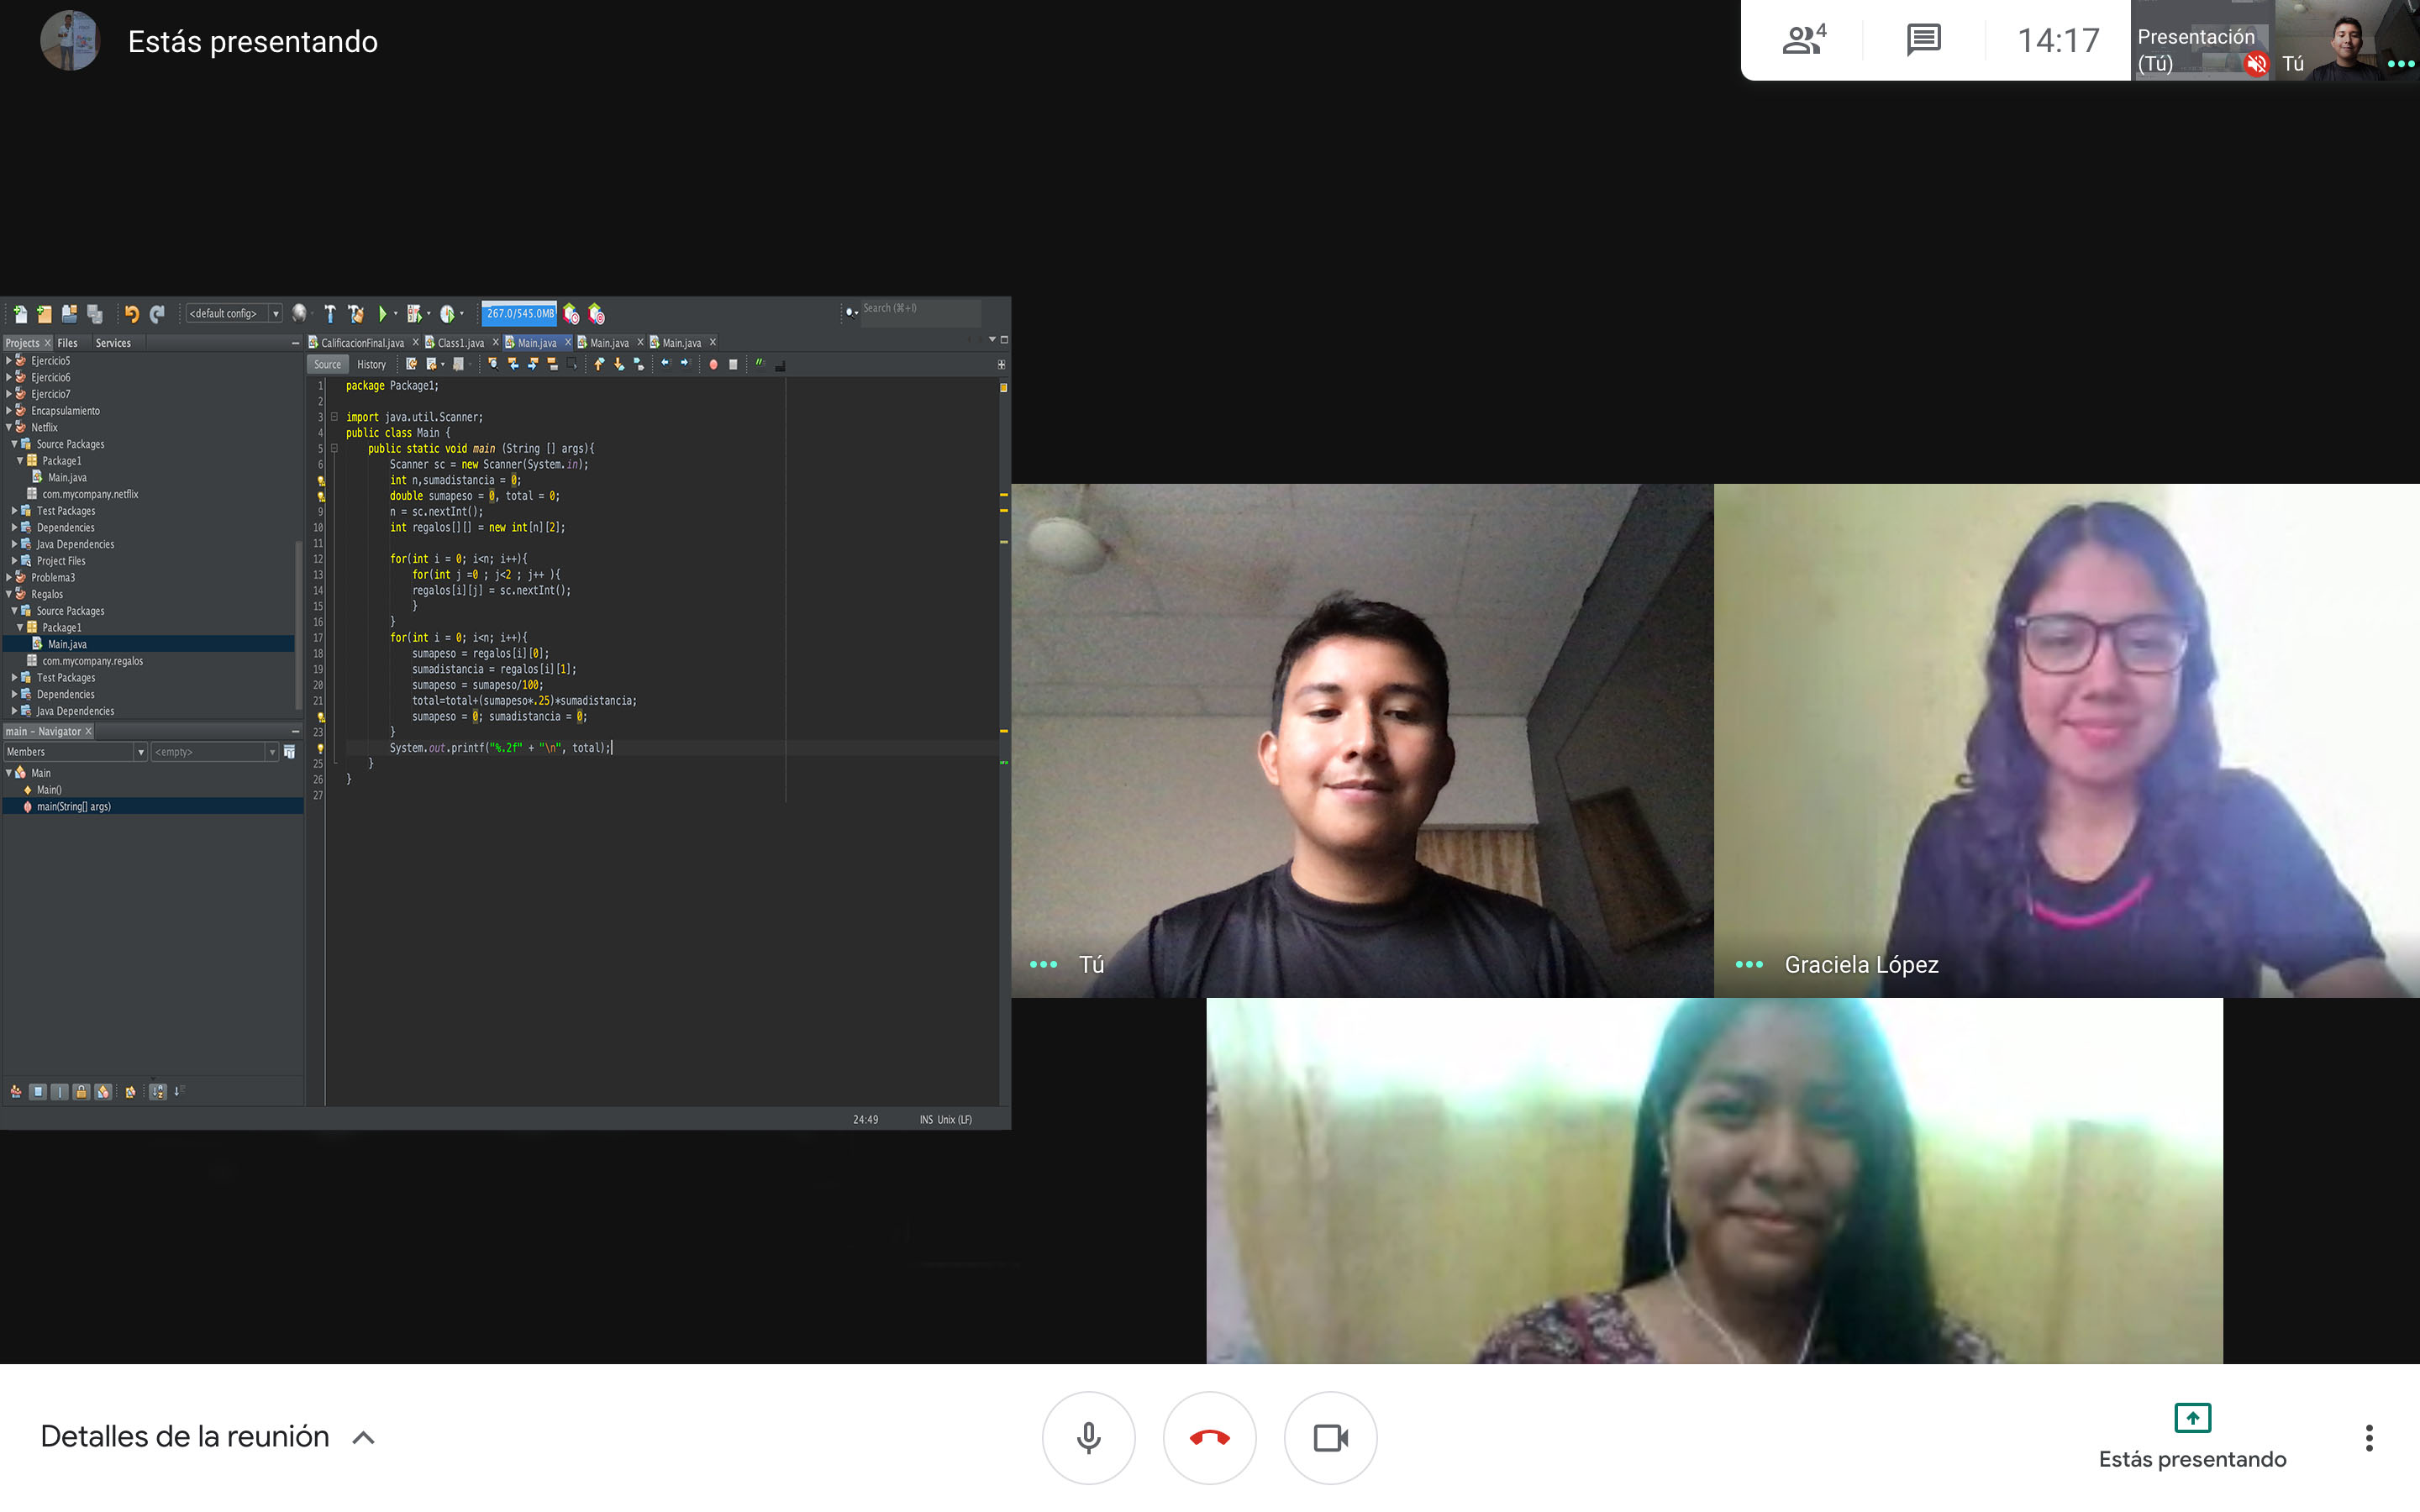 Estás presentando
4
14:17
Presentación
(Tú)
Tú
<default config>
267.0/545.0MB
Search (⌘+I)
Projects
Files
Services
Ejercicio5
Ejercicio6
Ejercicio7
Encapsulamiento
Netflix
Source Packages
Package1
Main.java
com.mycompany.netflix
Test Packages
Dependencies
Java Dependencies
Project Files
Problema3
Regalos
Source Packages
Package1
Main.java
com.mycompany.regalos
Test Packages
Dependencies
Java Dependencies
main - Navigator
Members
<empty>
Main
Main()
main(String[] args)
CalificacionFinal.java
Class1.java
Main.java
Main.java
Main.java
Source
History
1 package Package1;
2
3 import java.util.Scanner;
4 public class Main {
5 public static void main (String [] args){
6 Scanner sc = new Scanner(System.in);
int n,sumadistancia = 0;
double sumapeso = 0, total = 0;
9 n = sc.nextInt();
10 int regalos[][] = new int[n][2];
11
12 for(int i = 0; i<n; i++){
13 for(int j =0 ; j<2 ; j++ ){
14 regalos[i][j] = sc.nextInt();
15 }
16 }
17 for(int i = 0; i<n; i++){
18 sumapeso = regalos[i][0];
19 sumadistancia = regalos[i][1];
20 sumapeso = sumapeso/100;
21 total=total+(sumapeso*.25)*sumadistancia;
sumapeso = 0; sumadistancia = 0;
23 }
System.out.printf("%.2f" + "\n", total);
25 }
26 }
27
24:49
INS Unix (LF)
Tú
Graciela López
Detalles de la reunión
Estás presentando